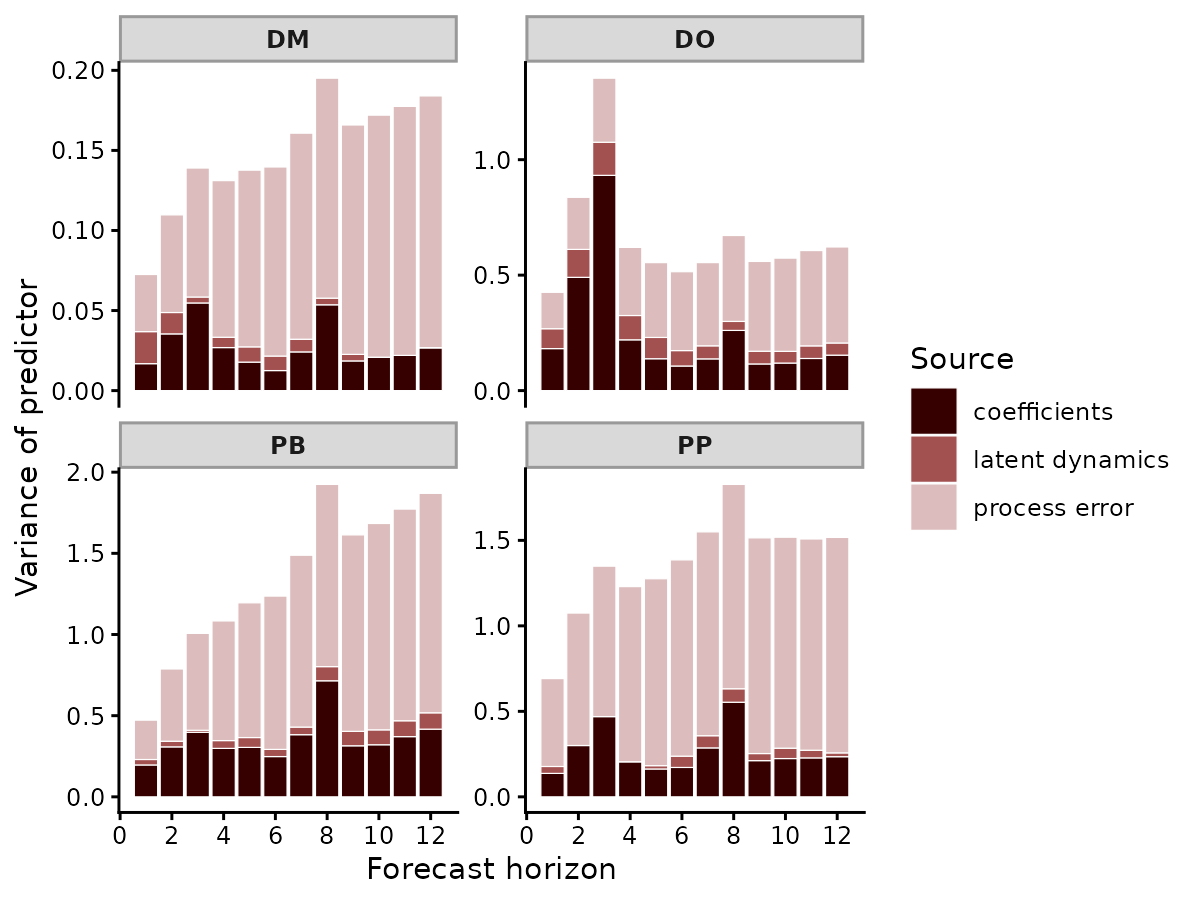 DM
DO
0.20
0.15
0.10
0.05
0.00
1.0
0.5
0.0
PB
PP
2.0
1.5
1.0
0.5
0.0
1.5
1.0
0.5
0.0
0 2 4 6 8 10 12
0 2 4 6 8 10 12
Forecast horizon
Variance of predictor
Source
coefficients
latent dynamics
process error